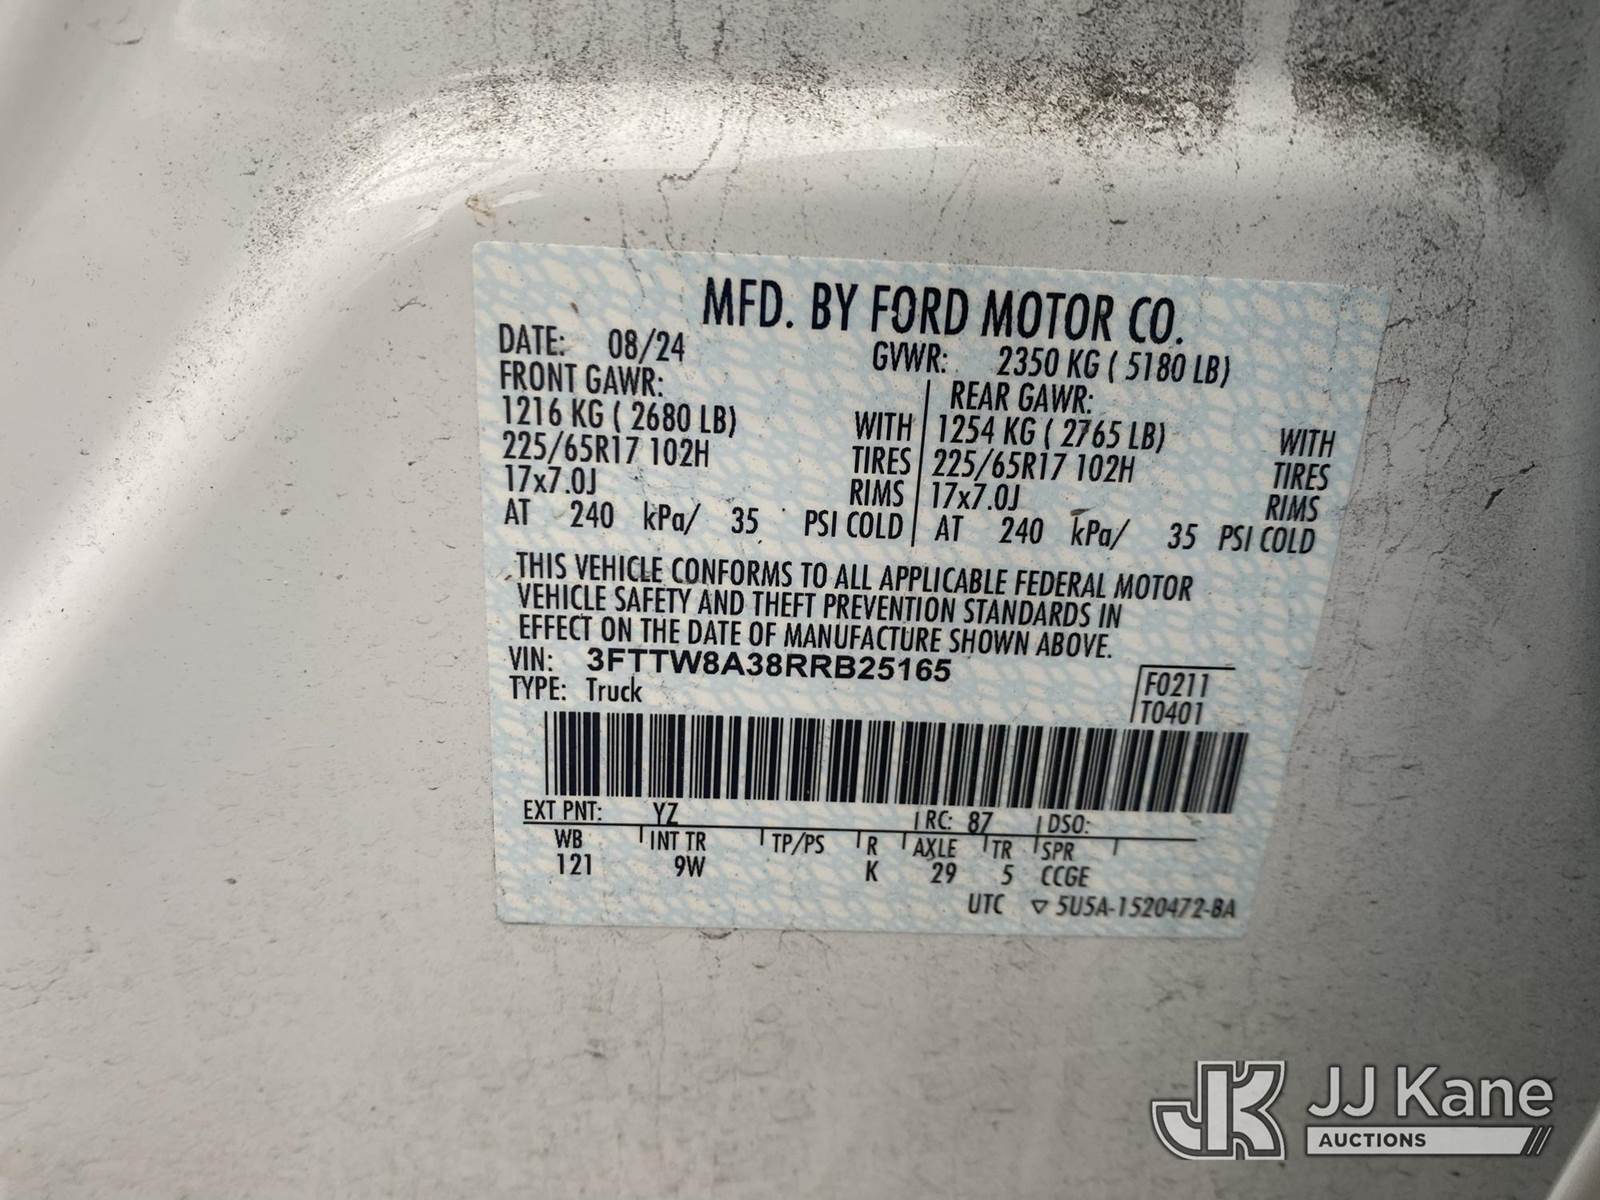 MFD. BY FORD MOTOR CO.
DATE: 08/24 GVWR: 2350 KG ( 5180 LB)
FRONT GAWR: REAR GAWR:
1216 KG ( 2680 LB) WITH 1254 KG ( 2765 LB) WITH
225/65R17 102H TIRES 225/65R17 102H TIRES
17x7.0J RIMS 17x7.0J RIMS
AT 240 kPa/ 35 PSI COLD AT 240 kPa/ 35 PSI COLD
THIS VEHICLE CONFORMS TO ALL APPLICABLE FEDERAL MOTOR
VEHICLE SAFETY AND THEFT PREVENTION STANDARDS IN
EFFECT ON THE DATE OF MANUFACTURE SHOWN ABOVE.
VIN: 3FTTW8A38RRB25165
TYPE: Truck
F0211
T0401
EXT PNT: YZ RC: 87 DSO:
WB INT TR TP/PS R AXLE TR SPR
121 9W K 29 5 CCGE
UTC ▽ 5U5A-1520472-BA
JK JJ Kane
AUCTIONS